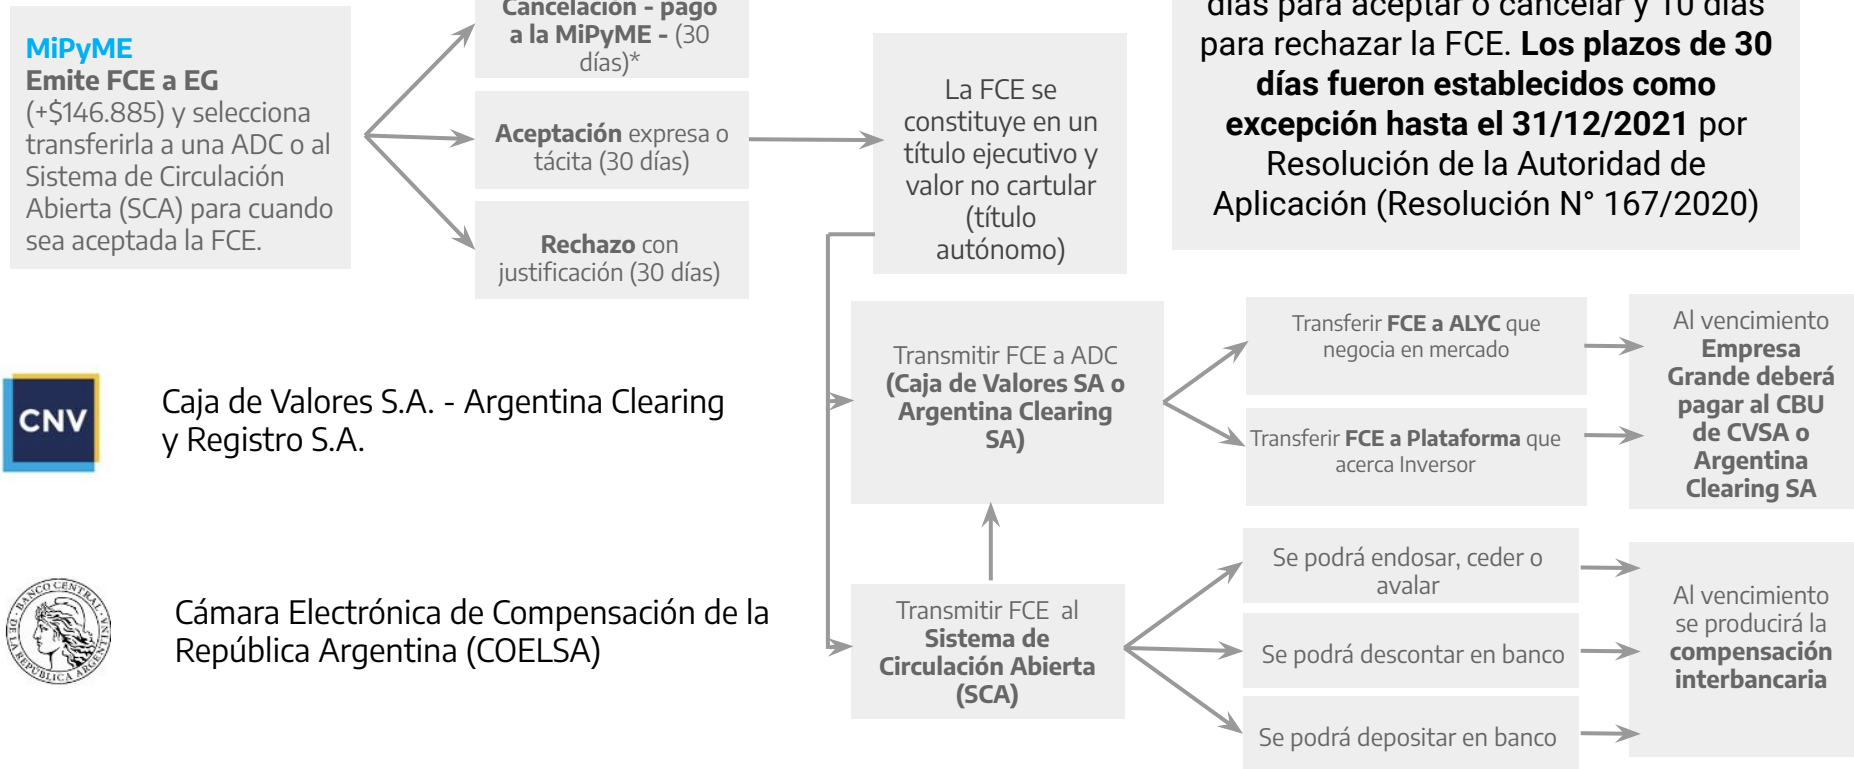 MiPyME
Emite FCE a EG
(+$146.885) y selecciona
transferirla a una ADC o al
Sistema de Circulación
Abierta (SCA) para cuando
sea aceptada la FCE.
Cancelación - pago
a la MiPyME - (30
días)*
Aceptación expresa o
tácita (30 días)
Rechazo con
justificación (30 días)
La FCE se
constituye en un
título ejecutivo y
valor no cartular
(título
autónomo)
días para aceptar o cancelar y 10 días
para rechazar la FCE. Los plazos de 30
días fueron establecidos como
excepción hasta el 31/12/2021 por
Resolución de la Autoridad de
Aplicación (Resolución N° 167/2020)
CNV
Caja de Valores S.A. - Argentina Clearing
y Registro S.A.
Transmitir FCE a ADC
(Caja de Valores SA o
Argentina Clearing
SA)
Transferir FCE a ALYC que
negocia en mercado
Transferir FCE a Plataforma que
acerca Inversor
Al vencimiento
Empresa
Grande deberá
pagar al CBU
de CVSA o
Argentina
Clearing SA
BANCO CENTRAL
DE LA REPUBLICA ARGENTINA
Cámara Electrónica de Compensación de la
República Argentina (COELSA)
Transmitir FCE al
Sistema de
Circulación Abierta
(SCA)
Se podrá endosar, ceder o
avalar
Se podrá descontar en banco
Se podrá depositar en banco
Al vencimiento
se producirá la
compensación
interbancaria